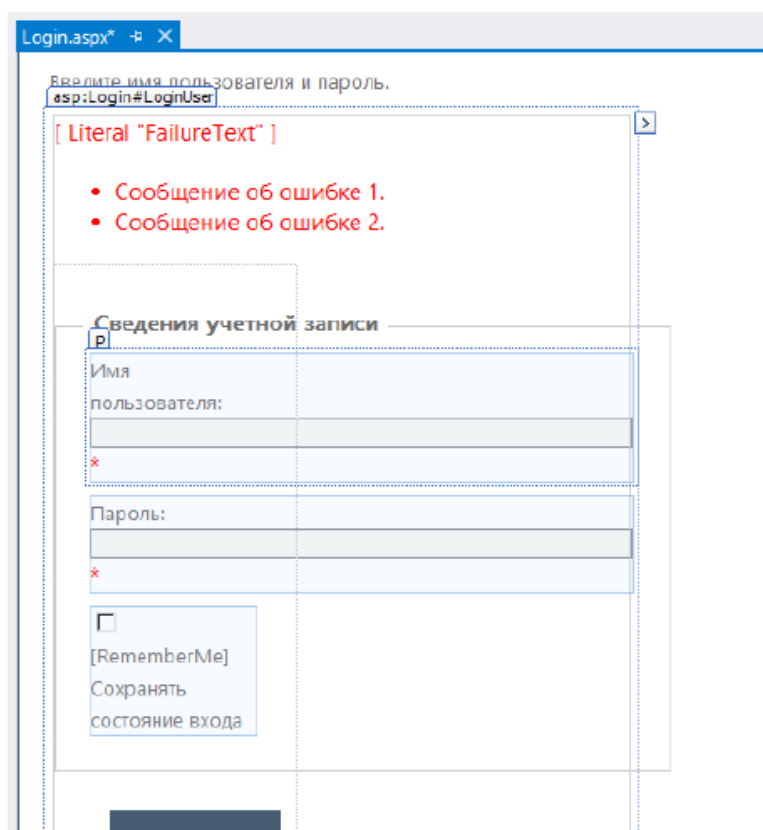 Login.aspx*
Введите имя пользователя и пароль.
asp:Login#LoginUser
[ Literal "FailureText" ]
• Сообщение об ошибке 1.
• Сообщение об ошибке 2.
Сведения учетной записи
P
Имя
пользователя:
*
Пароль:
*
[RememberMe]
Сохранять
состояние входа